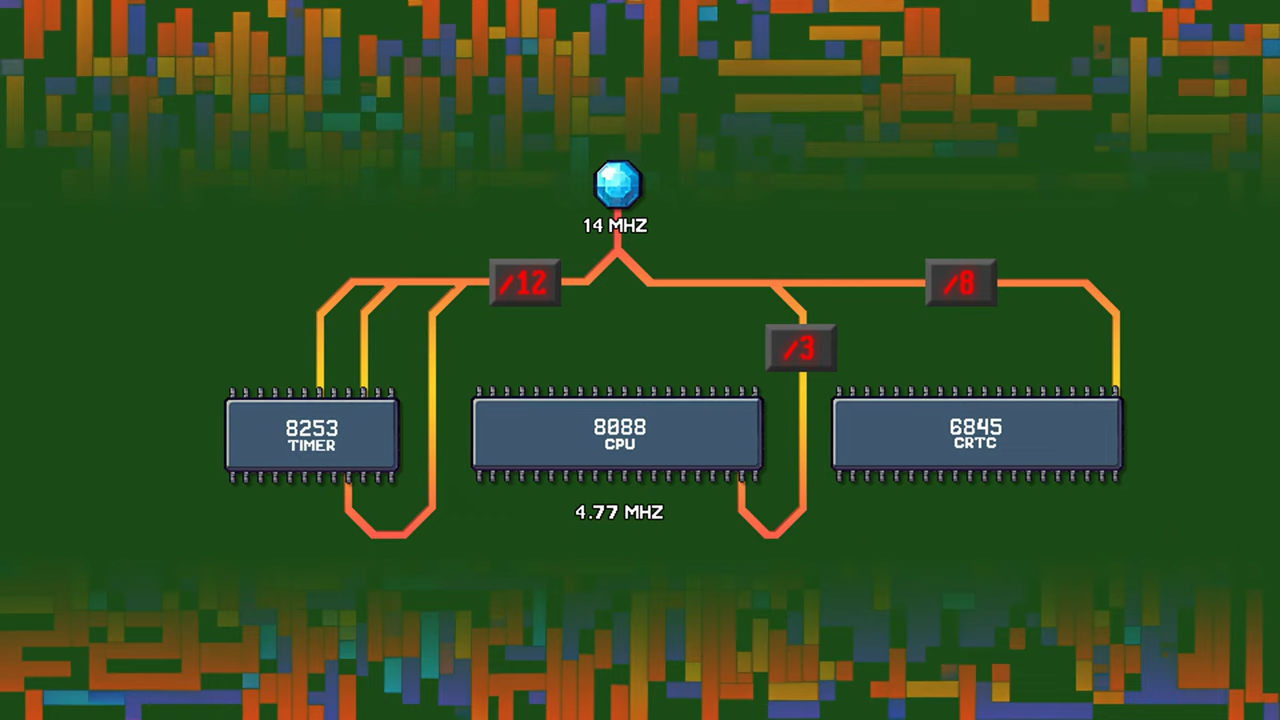 14 MHZ
/12
/8
/3
8253
TIMER
8088
CPU
6845
CRTC
4.77 MHZ